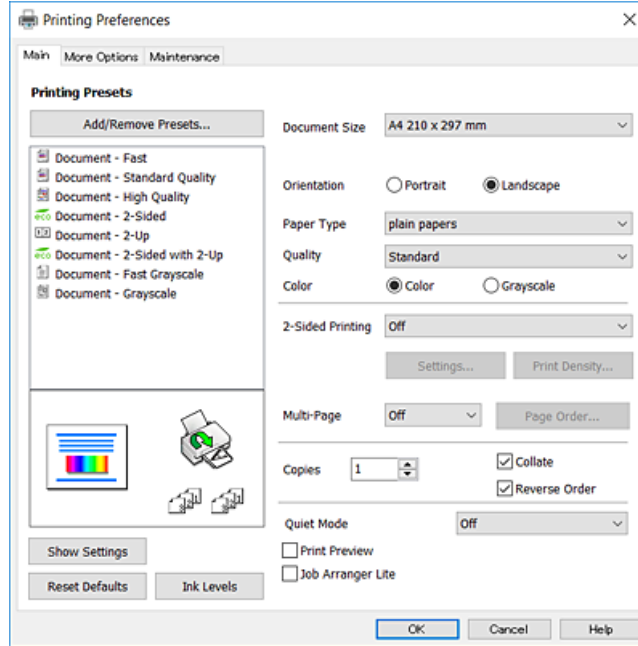 Printing Preferences
Main
More Options
Maintenance
Printing Presets
Add/Remove Presets...
Document - Fast
Document - Standard Quality
Document - High Quality
eco Document - 2-Sided
Document - 2-Up
eco Document - 2-Sided with 2-Up
Document - Fast Grayscale
Document - Grayscale
Show Settings
Reset Defaults
Ink Levels
Document Size
A4 210 x 297 mm
Orientation
Portrait
Landscape
Paper Type
plain papers
Quality
Standard
Color
Color
Grayscale
2-Sided Printing
Off
Settings...
Print Density...
Multi-Page
Off
Page Order...
Copies
1
Collate
Reverse Order
Quiet Mode
Off
Print Preview
Job Arranger Lite
OK
Cancel
Help